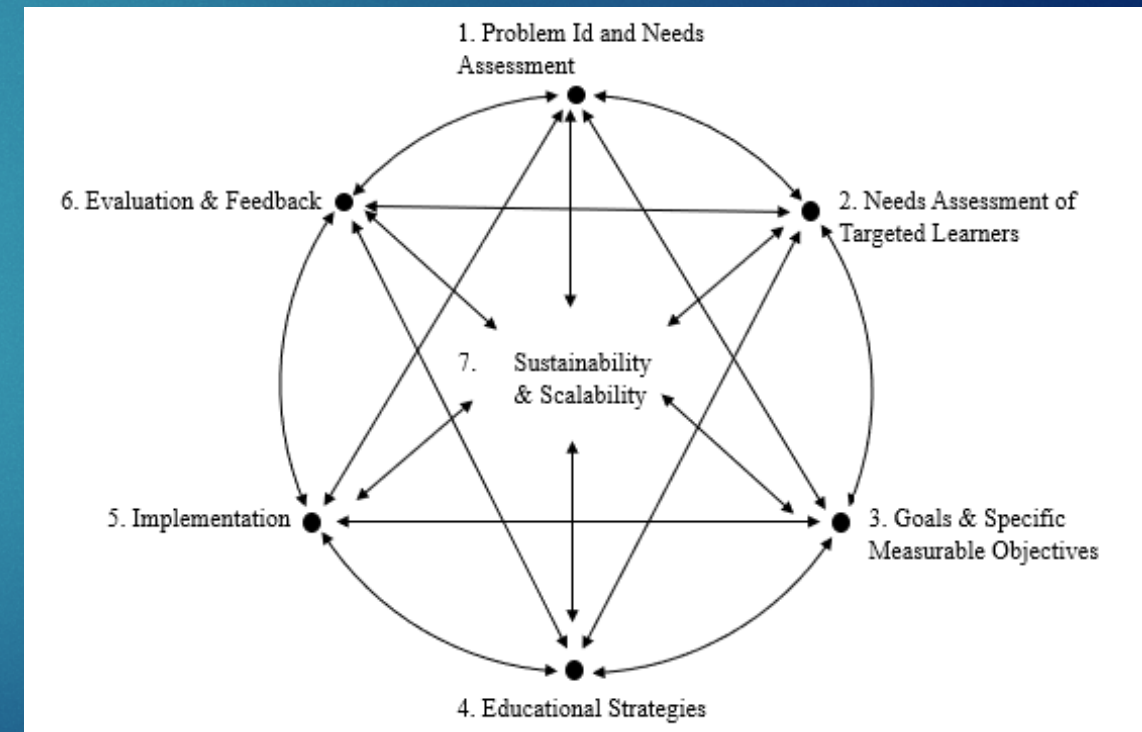 1. Problem Id and Needs
Assessment
2. Needs Assessment of
Targeted Learners
3. Goals & Specific
Measurable Objectives
4. Educational Strategies
5. Implementation
6. Evaluation & Feedback
7. Sustainability
& Scalability